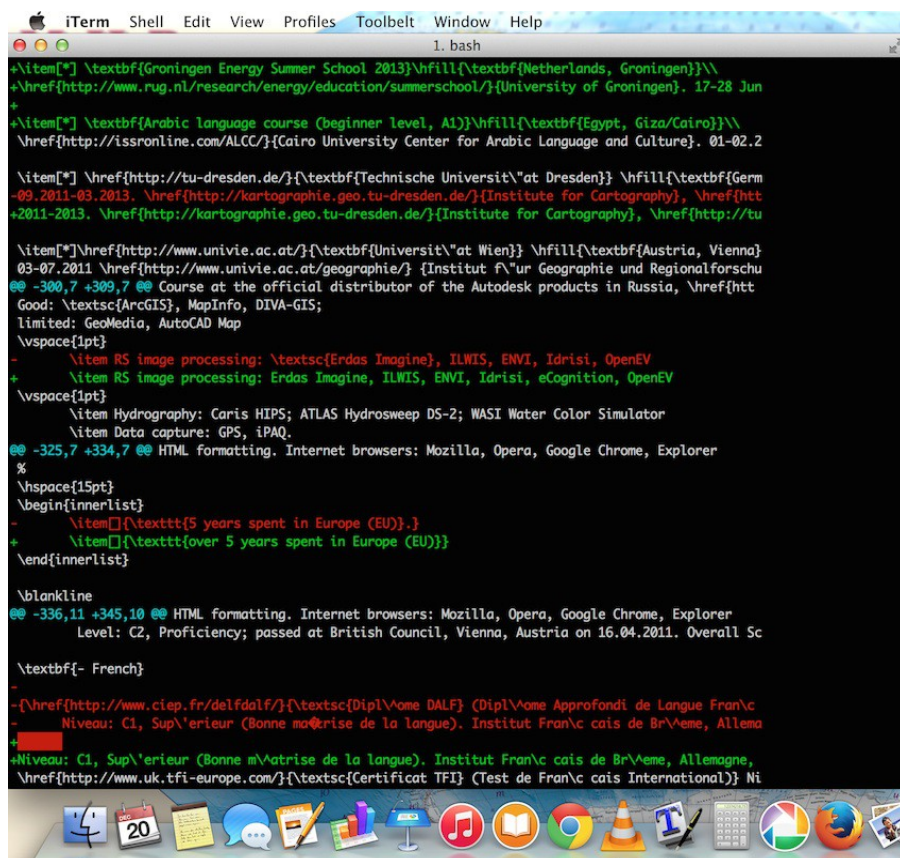 iTerm Shell Edit View Profiles Toolbelt Window Help
1. bash
+\item[*] \textbf{Groningen Energy Summer School 2013}\hfill{\textbf{Netherlands, Groningen}}\\
+\href{http://www.rug.nl/research/energy/education/summerschool/}{University of Groningen}. 17-28 Jun
+
+\item[*] \textbf{Arabic language course (beginner level, A1)}\hfill{\textbf{Egypt, Giza/Cairo}}\\
\href{http://issronline.com/ALCC/}{Cairo University Center for Arabic Language and Culture}. 01-02.2
\item[*] \href{http://tu-dresden.de/}{\textbf{Technische Universit\"at Dresden}} \hfill{\textbf{Germ
-09.2011-03.2013. \href{http://kartographie.geo.tu-dresden.de/}{Institute for Cartography}, \href{htt
+2011-2013. \href{http://kartographie.geo.tu-dresden.de/}{Institute for Cartography}, \href{http://tu
\item[*]\href{http://www.univie.ac.at/}{\textbf{Universit\"at Wien}} \hfill{\textbf{Austria, Vienna}
03-07.2011 \href{http://www.univie.ac.at/geographie/} {Institut f\"ur Geographie und Regionalforschu
@@ -300,7 +309,7 @@ Course at the official distributor of the Autodesk products in Russia, \href{htt
Good: \textsc{ArcGIS}, MapInfo, DIVA-GIS;
limited: GeoMedia, AutoCAD Map
\vspace{1pt}
- \item RS image processing: \textsc{Erdas Imagine}, ILWIS, ENVI, Idrisi, OpenEV
+ \item RS image processing: Erdas Imagine, ILWIS, ENVI, Idrisi, eCognition, OpenEV
\vspace{1pt}
\item Hydrography: Caris HIPS; ATLAS Hydrosweep DS-2; WASI Water Color Simulator
\item Data capture: GPS, iPAQ.
@@ -325,7 +334,7 @@ HTML formatting. Internet browsers: Mozilla, Opera, Google Chrome, Explorer
%
\hspace{15pt}
\begin{innerlist}
- \item[]{\texttt{5 years spent in Europe (EU)}.}
+ \item[]{\texttt{over 5 years spent in Europe (EU)}}
\end{innerlist}
\blankline
@@ -336,11 +345,10 @@ HTML formatting. Internet browsers: Mozilla, Opera, Google Chrome, Explorer
Level: C2, Proficiency; passed at British Council, Vienna, Austria on 16.04.2011. Overall Sc
\textbf{- French}
-
-{\href{http://www.ciep.fr/delfdalf/}{\textsc{Dipl\^ome DALF} (Dipl\^ome Approfondi de Langue Fran\c
- Niveau: C1, Sup\'erieur (Bonne ma�trise de la langue). Institut Fran\c cais de Br\^eme, Allema
+
+Niveau: C1, Sup\'erieur (Bonne m\^atrise de la langue). Institut Fran\c cais de Br\^eme, Allemagne,
\href{http://www.uk.tfi-europe.com/}{\textsc{Certificat TFI} (Test de Fran\c cais International)} Ni
DEC
20
PAGES